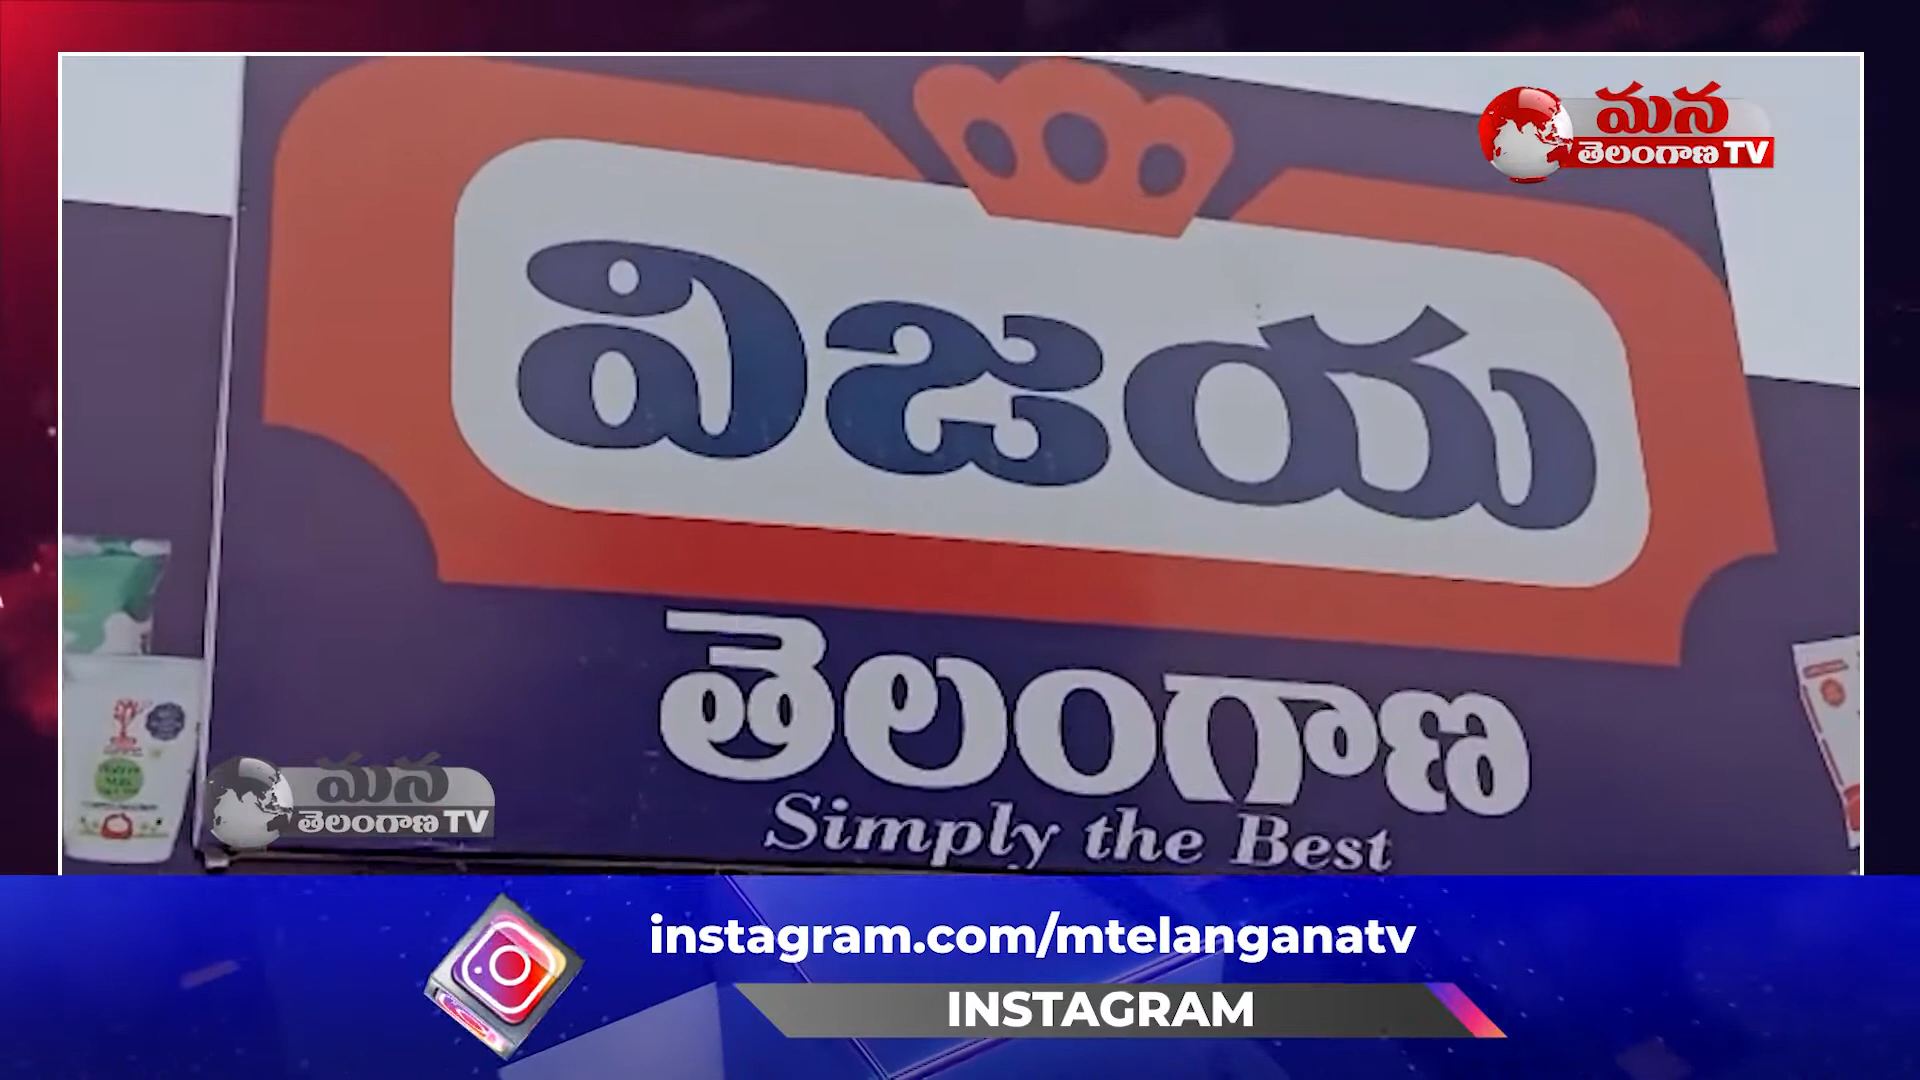 మన
తెలంగాణ TV
విజయ
తెలంగాణ
Simply the Best
మన
తెలంగాణ TV
instagram.com/mtelanganatv
INSTAGRAM